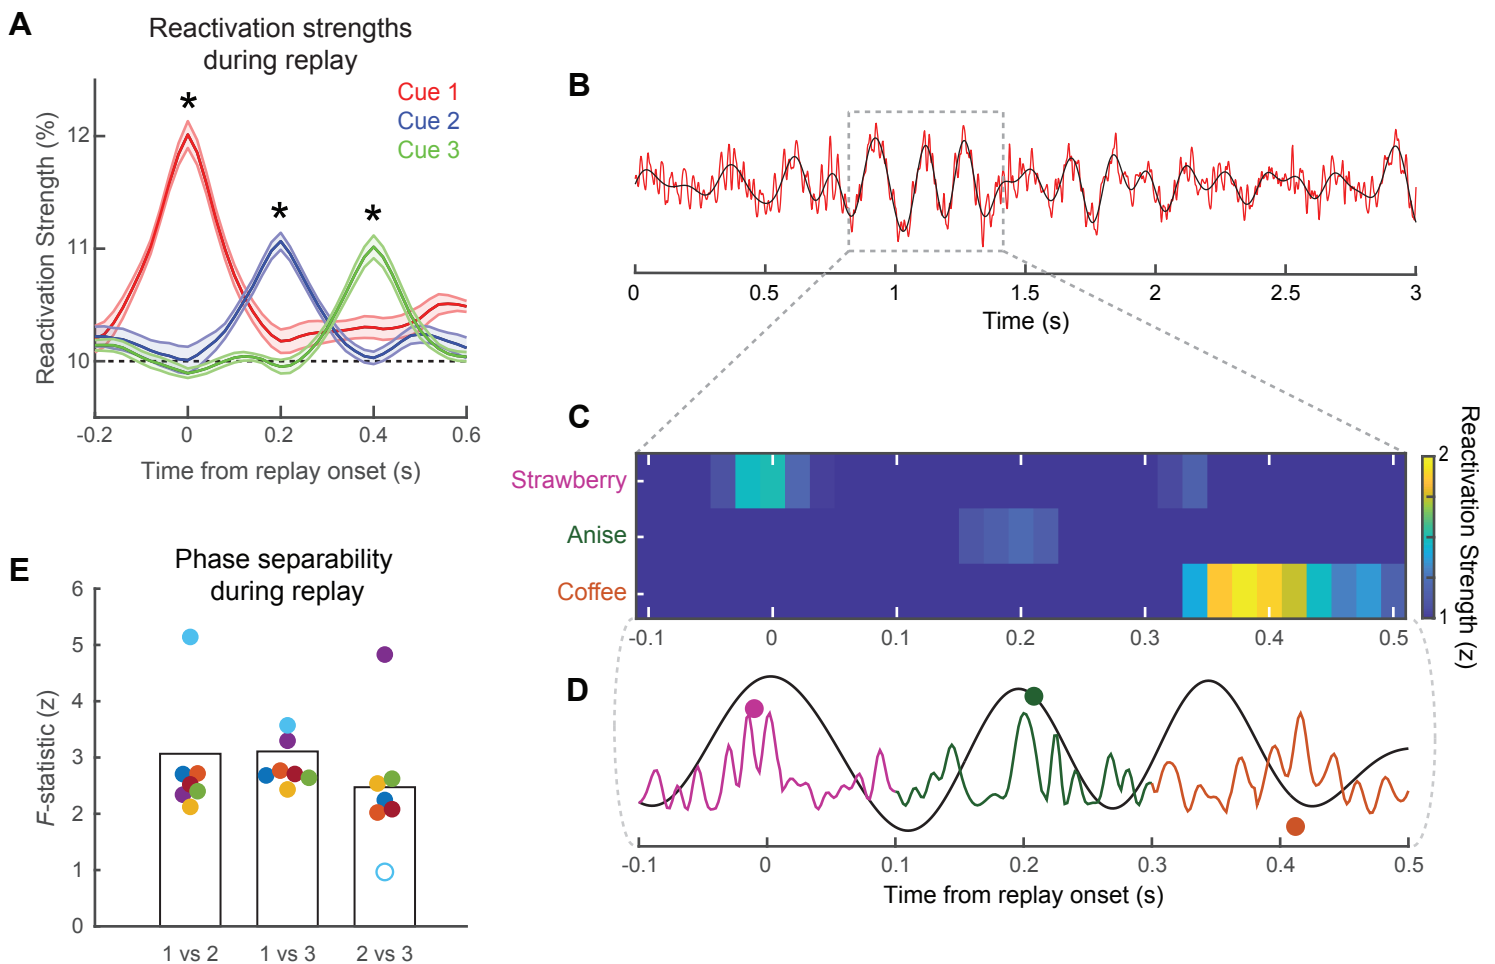 A
Reactivation strengths
during replay
Cue 1
Cue 2
Cue 3
*
*
*
Reactivation Strength (%)
12
11
10
-0.2
0
0.2
0.4
0.6
Time from replay onset (s)
B
0
0.5
1
1.5
2
2.5
3
Time (s)
C
Strawberry
Anise
Coffee
-0.1
0
0.1
0.2
0.3
0.4
0.5
2
1
Reactivation Strength (z)
D
-0.1
0
0.1
0.2
0.3
0.4
0.5
Time from replay onset (s)
E
Phase separability
during replay
F-statistic (z)
6
5
4
3
2
1
0
1 vs 2
1 vs 3
2 vs 3